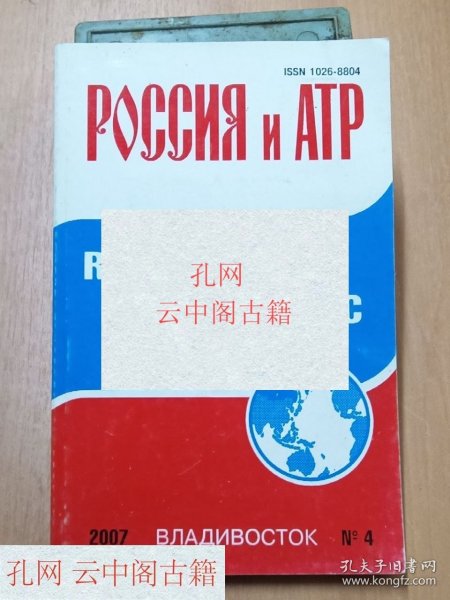 ISSN 1026-8804
РОССИЯ и АТР
R
C
孔网
云中阁古籍
2007 ВЛАДИВОСТОК № 4
孔网 云中阁古籍
孔夫子旧书网
www.kongfz.com